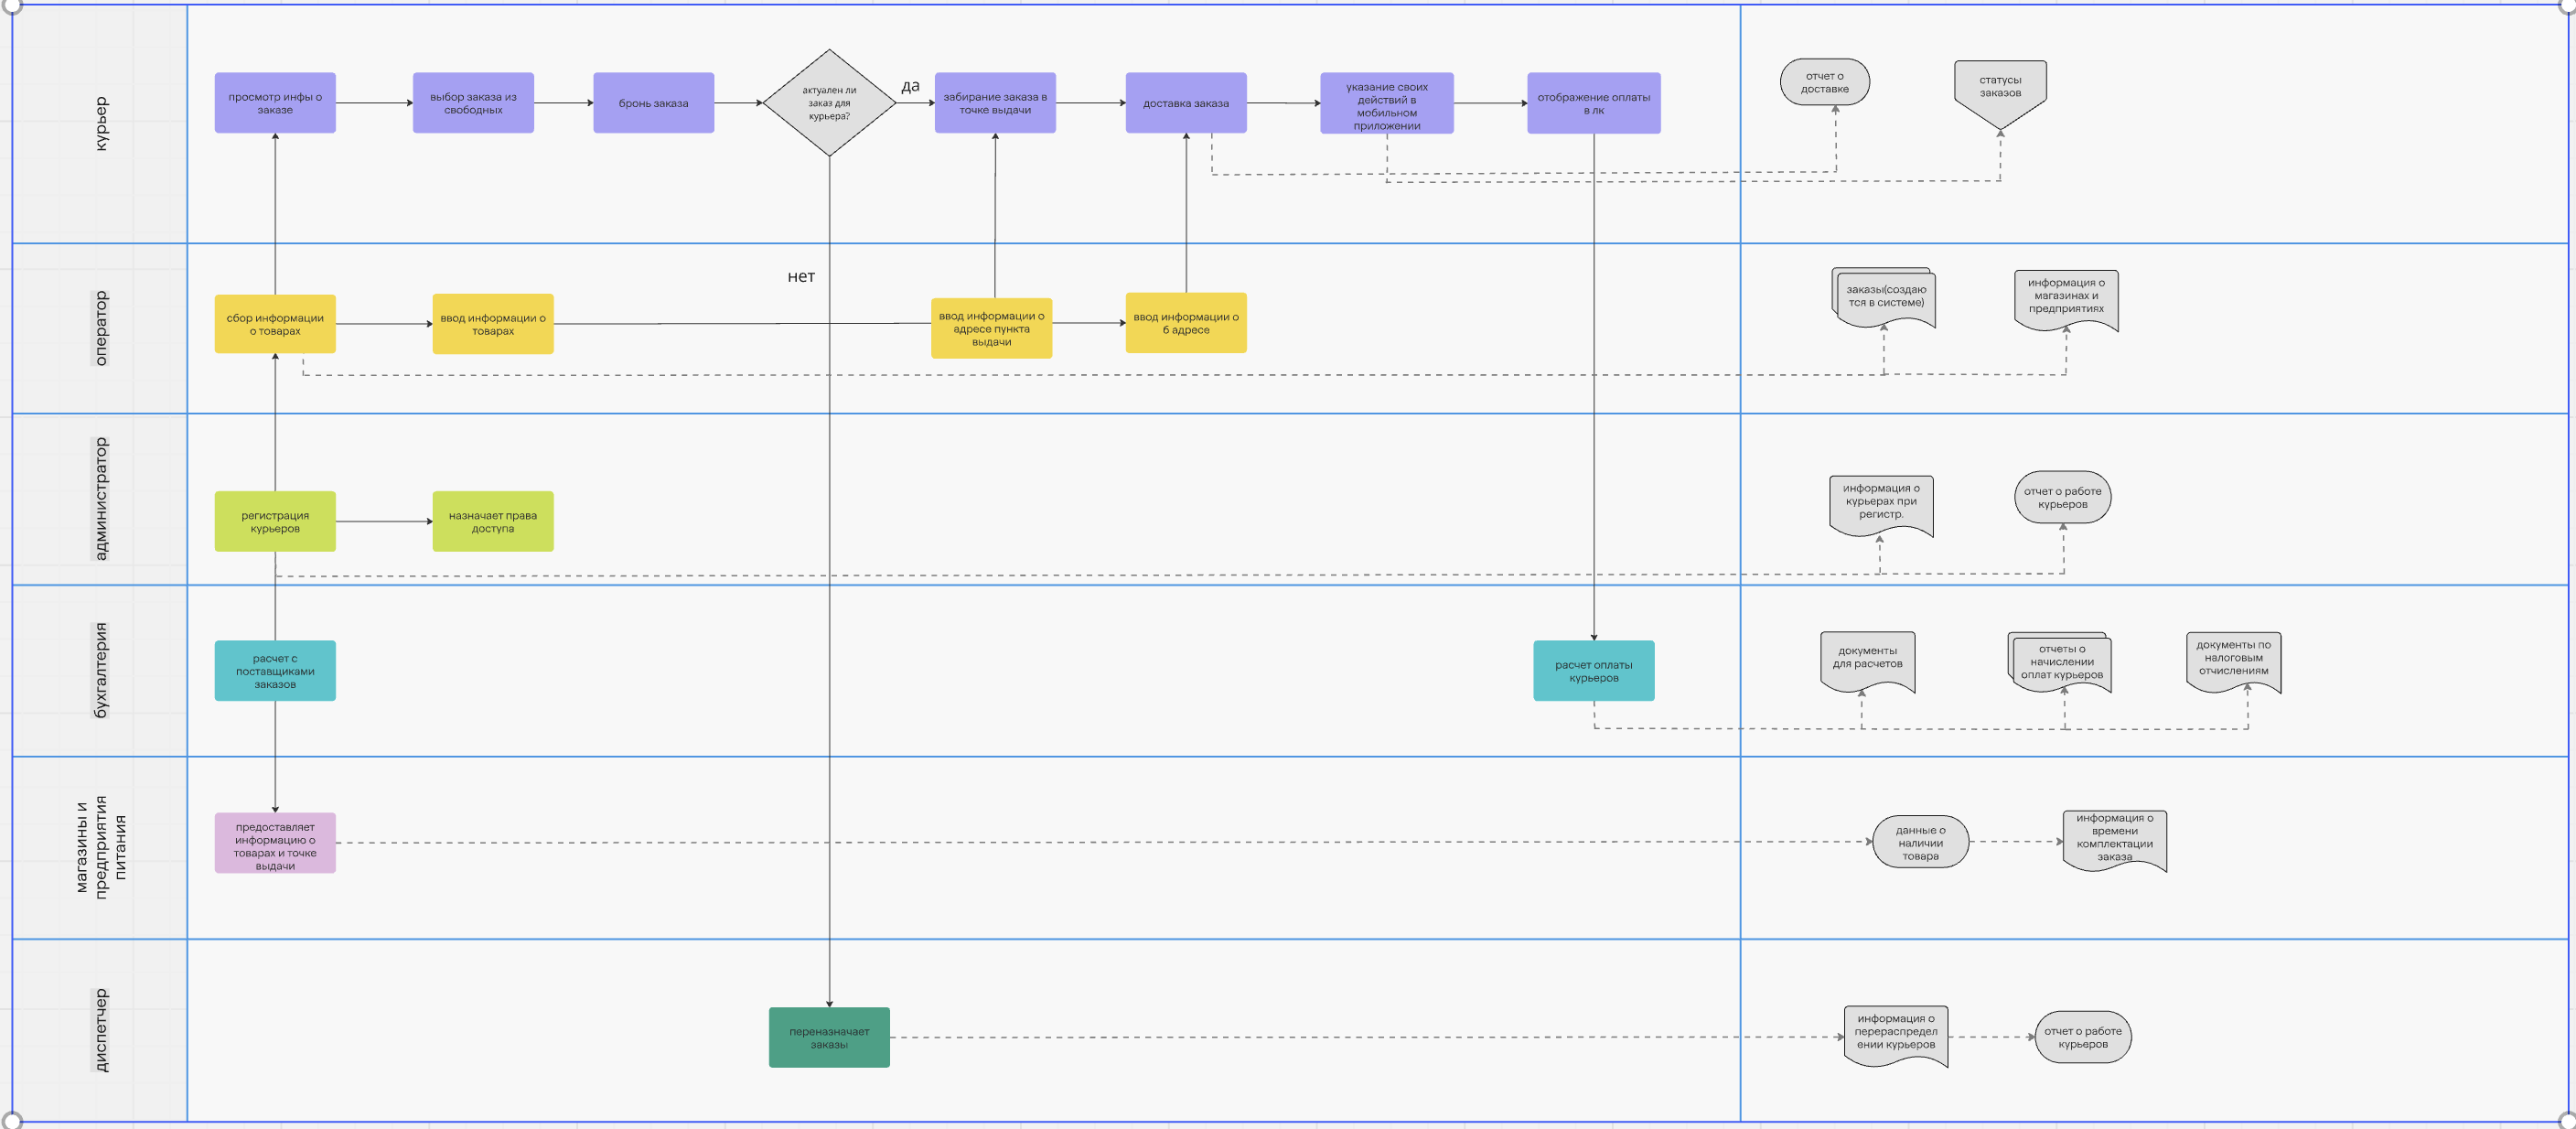 курьер
просмотр инфы о
заказе
выбор заказа из
свободных
бронь заказа
актуален ли
заказ для
курьера?
да
забирание заказа в
точке выдачи
доставка заказа
указание своих
действий в
мобильном
приложении
отображение оплаты
в лк
отчет о
доставке
статусы
заказов
нет
оператор
сбор информации
о товарах
ввод информации о
товарах
ввод информации о
адресе пункта
выдачи
ввод информации о
б адресе
заказы(создаю
тся в системе)
информация о
магазинах и
предприятиях
администратор
регистрация
курьеров
назначает права
доступа
информация о
курьерах при
регистр.
отчет о работе
курьеров
бухгалтерия
расчет с
поставщиками
заказов
расчет оплаты
курьеров
документы
для расчетов
отчеты о
начислении
оплат курьеров
документы по
налоговым
отчислениям
магазины и
предприятия
питания
предоставляет
информацию о
товарах и точке
выдачи
данные о
наличии
товара
информация о
времени
комплектации
заказа
диспетчер
переназначает
заказы
информация о
перераспредел
ении курьеров
отчет о работе
курьеров